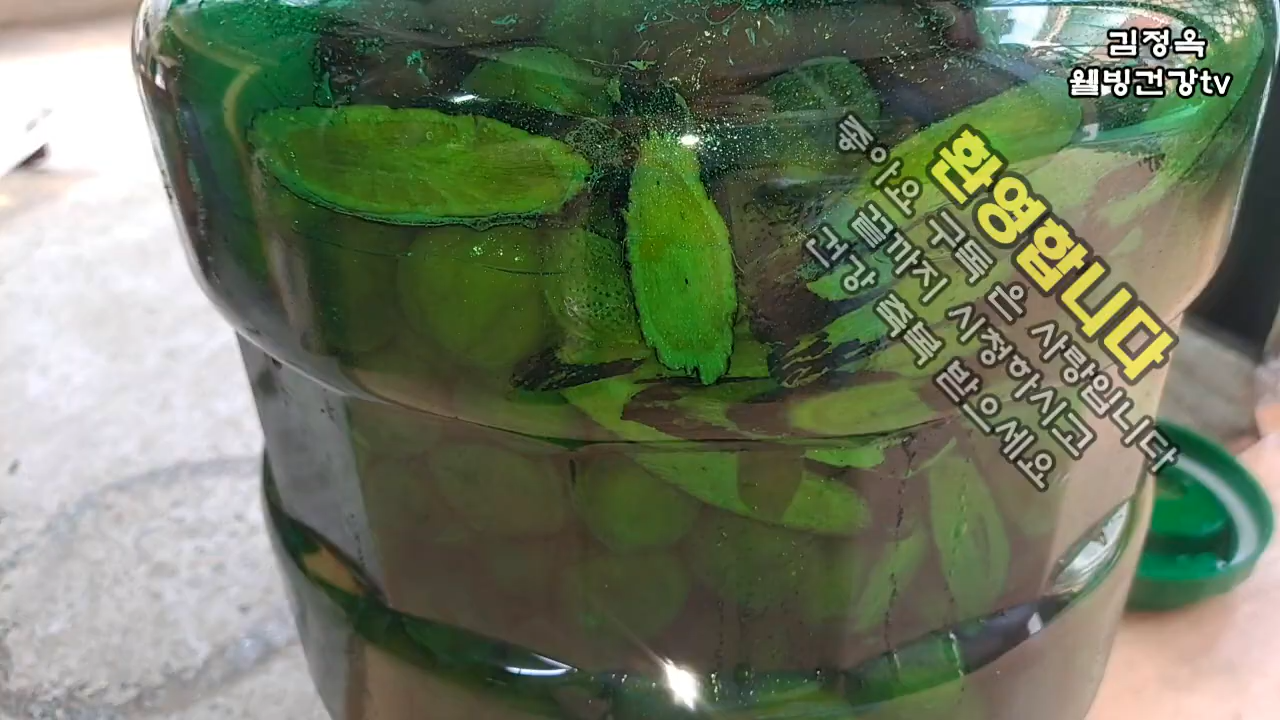 김정옥
웰빙건강tv
환영합니다
좋아요 구독 은 사랑입니다
끝까지 시청하시고
건강 축복 받으세요